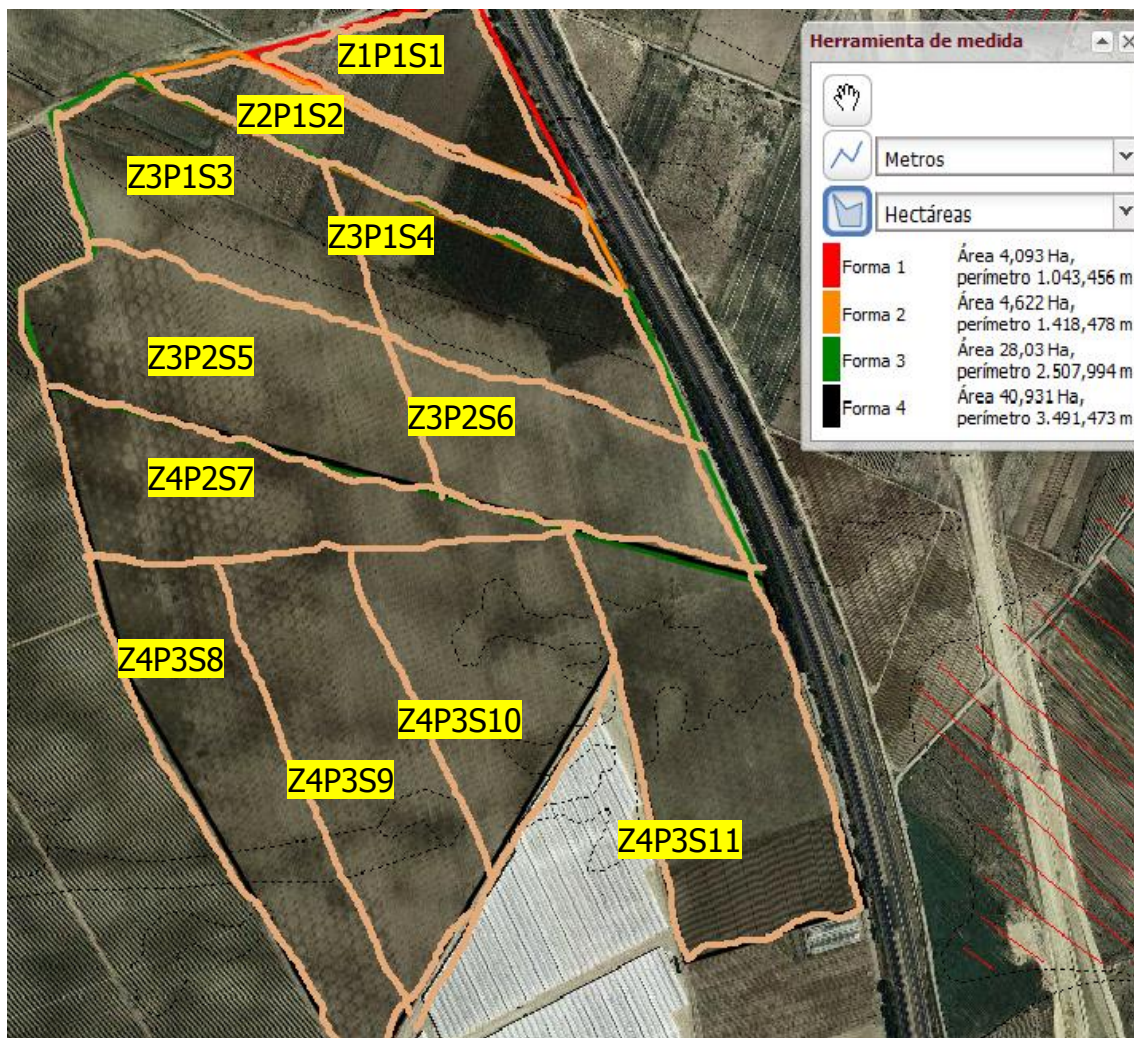 Z1P1S1
Z2P1S2
Z3P1S3
Z3P1S4
Z3P2S5
Z3P2S6
Z4P2S7
Z4P3S8
Z4P3S10
Z4P3S9
Z4P3S11
Herramienta de medida
Metros
Hectáreas
Forma 1
Área 4,093 Ha,
perímetro 1.043,456 m
Forma 2
Área 4,622 Ha,
perímetro 1.418,478 m
Forma 3
Área 28,03 Ha,
perímetro 2.507,994 m
Forma 4
Área 40,931 Ha,
perímetro 3.491,473 m